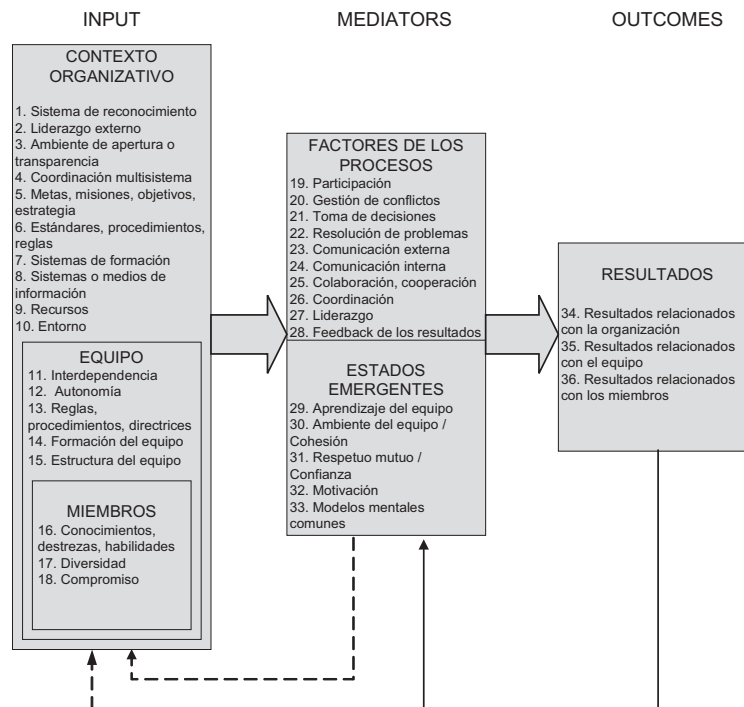 INPUT
MEDIATORS
OUTCOMES
CONTEXTO
ORGANIZATIVO
1. Sistema de reconocimiento
2. Liderazgo externo
3. Ambiente de apertura o
transparencia
4. Coordinación multisistema
5. Metas, misiones, objetivos,
estrategia
6. Estándares, procedimientos,
reglas
7. Sistemas de formación
8. Sistemas o medios de
información
9. Recursos
10. Entorno
EQUIPO
11. Interdependencia
12. Autonomía
13. Reglas,
procedimientos, directrices
14. Formación del equipo
15. Estructura del equipo
MIEMBROS
16. Conocimientos,
destrezas, habilidades
17. Diversidad
18. Compromiso
FACTORES DE LOS
PROCESOS
19. Participación
20. Gestión de conflictos
21. Toma de decisiones
22. Resolución de problemas
23. Comunicación externa
24. Comunicación interna
25. Colaboración, cooperación
26. Coordinación
27. Liderazgo
28. Feedback de los resultados
ESTADOS
EMERGENTES
29. Aprendizaje del equipo
30. Ambiente del equipo /
Cohesión
31. Respetuo mutuo /
Confianza
32. Motivación
33. Modelos mentales
comunes
RESULTADOS
34. Resultados relacionados
con la organización
35. Resultados relacionados
con el equipo
36. Resultados relacionados
con los miembros